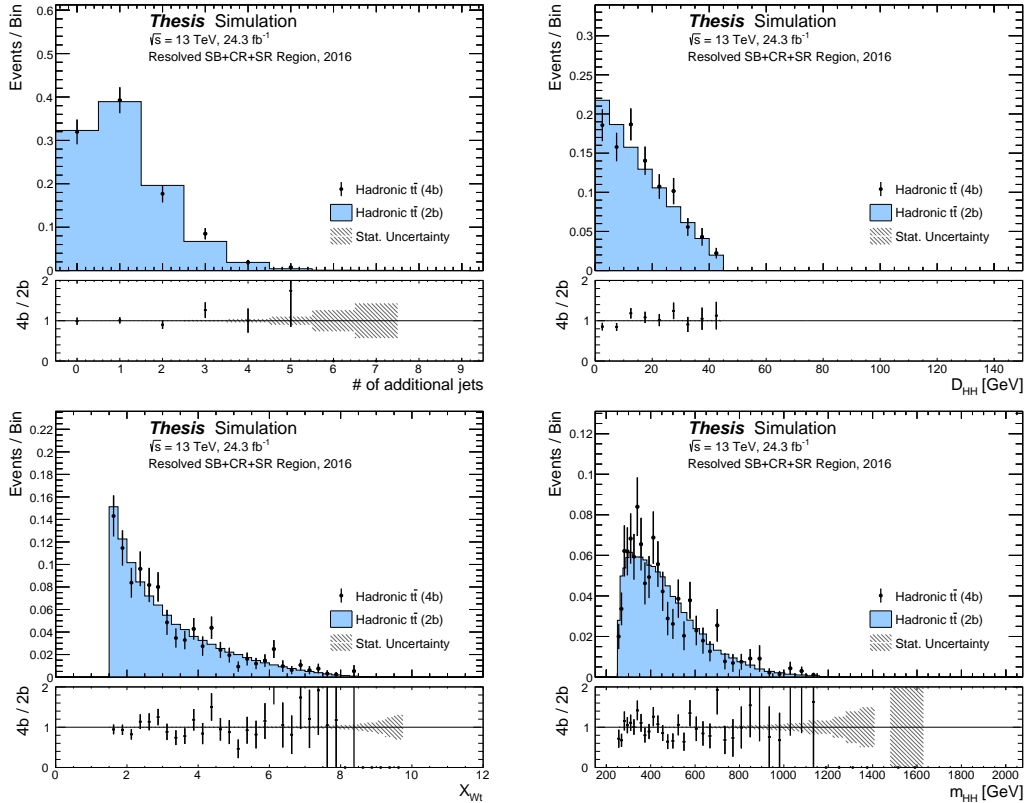 Events / Bin
0.6
0.5
0.4
0.3
0.2
0.1
0
Thesis Simulation
√s = 13 TeV, 24.3 fb⁻¹
Resolved SB+CR+SR Region, 2016
Hadronic tt̄ (4b)
Hadronic tt̄ (2b)
Stat. Uncertainty
4b / 2b
2
1
0
0 1 2 3 4 5 6 7 8 9
# of additional jets
Events / Bin
0.3
0.25
0.2
0.15
0.1
0.05
0
Thesis Simulation
√s = 13 TeV, 24.3 fb⁻¹
Resolved SB+CR+SR Region, 2016
Hadronic tt̄ (4b)
Hadronic tt̄ (2b)
Stat. Uncertainty
4b / 2b
2
1
0
0 20 40 60 80 100 120 140
D_HH [GeV]
Events / Bin
0.22
0.2
0.18
0.16
0.14
0.12
0.1
0.08
0.06
0.04
0.02
0
Thesis Simulation
√s = 13 TeV, 24.3 fb⁻¹
Resolved SB+CR+SR Region, 2016
Hadronic tt̄ (4b)
Hadronic tt̄ (2b)
Stat. Uncertainty
4b / 2b
2
1
0
0 2 4 6 8 10 12
X_Wt
Events / Bin
0.12
0.1
0.08
0.06
0.04
0.02
0
Thesis Simulation
√s = 13 TeV, 24.3 fb⁻¹
Resolved SB+CR+SR Region, 2016
Hadronic tt̄ (4b)
Hadronic tt̄ (2b)
Stat. Uncertainty
4b / 2b
2
1
0
200 400 600 800 1000 1200 1400 1600 1800 2000
m_HH [GeV]